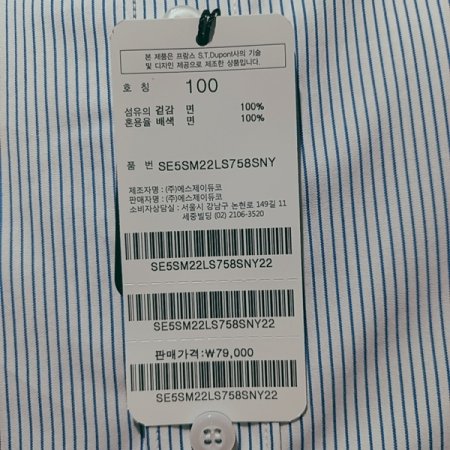 본 제품은 프랑스 S.T.Dupont사의 기술
및 디자인 제공으로 제조한 상품입니다.
호 칭 100
섬유의 겉감 면 100%
혼용율 배색 면 100%
품 번 SE5SM22LS758SNY
제조자명 : (주)에스제이듀코
판매자명 : (주)에스제이듀코
소비자상담실 : 서울시 강남구 논현로 149길 11
세중빌딩 (02) 2106-3520
SE5SM22LS758SNY22
SE5SM22LS758SNY22
판매가격:₩79,000
SE5SM22LS758SNY22